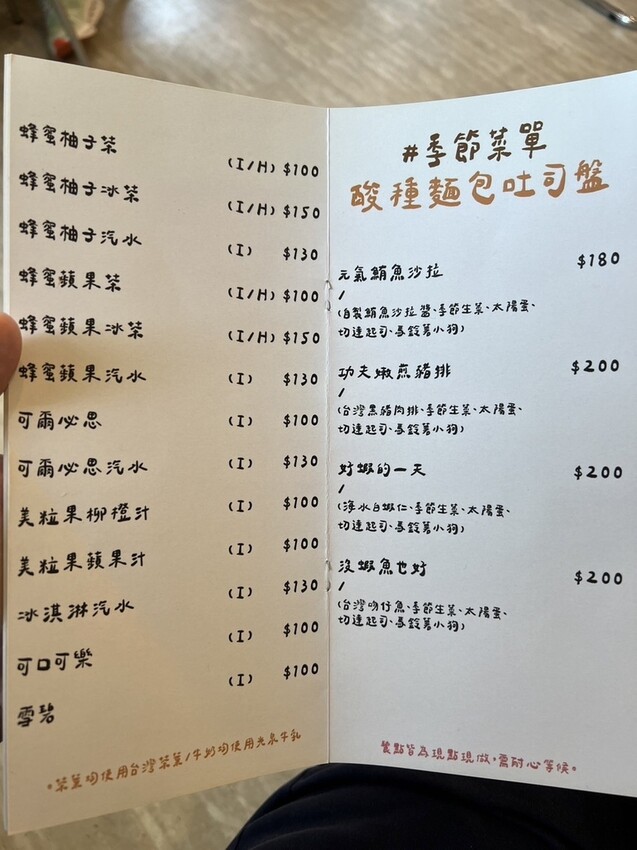 蜂蜜柚子茶 (I/H) $100
蜂蜜柚子冰茶 (I/H) $150
蜂蜜柚子汽水 (I) $130
蜂蜜蘋果茶 (I/H) $100
蜂蜜蘋果冰茶 (I/H) $150
蜂蜜蘋果汽水 (I) $130
可爾必思 (I) $100
可爾必思汽水 (I) $130
美粒果柳橙汁 (I) $100
美粒果蘋果汁 (I) $100
冰淇淋汽水 (I) $130
可口可樂 (I) $100
雪碧 (I) $100
*茶葉均使用台灣茶葉/牛奶均使用光泉牛乳
#季節菜單
酸種麵包吐司盤
元氣鮪魚沙拉 $180
/
(自製鮪魚沙拉醬、季節生菜、太陽蛋、
切達起司、馬鈴薯小狗)
功夫嫩煎豬排 $200
/
(台灣黑豬肉排、季節生菜、太陽蛋、
切達起司、馬鈴薯小狗)
好蝦的一天 $200
/
(海水白蝦仁、季節生菜、太陽蛋、
切達起司、馬鈴薯小狗)
沒蝦魚也好 $200
/
(台灣吻仔魚、季節生菜、太陽蛋、
切達起司、馬鈴薯小狗)
餐點皆為現點現做，需耐心等候。